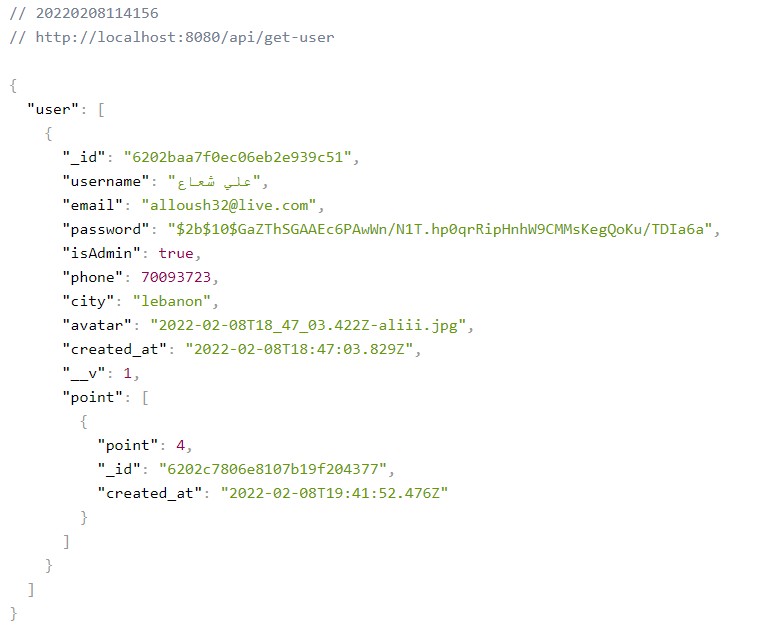 // 20220208114156
// http://localhost:8080/api/get-user
{
"user": [
{
"_id": "6202baa7f0ec06eb2e939c51",
"username": "علي شعاع",
"email": "alloush32@live.com",
"password": "$2b$10$GaZThSGAAEc6PAwWn/N1T.hp0qrRipHnhW9CMMsKegQoKu/TDIa6a",
"isAdmin": true,
"phone": 70093723,
"city": "lebanon",
"avatar": "2022-02-08T18_47_03.422Z-aliii.jpg",
"created_at": "2022-02-08T18:47:03.829Z",
"__v": 1,
"point": [
{
"point": 4,
"_id": "6202c7806e8107b19f204377",
"created_at": "2022-02-08T19:41:52.476Z"
}
]
}
]
}